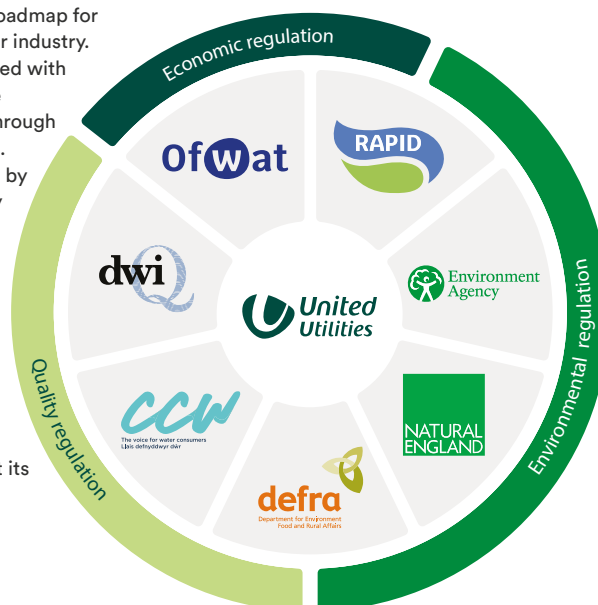 oadmap for
r industry.
ed with
hrough
.
by
Economic regulation
Ofwat
RAPID
dwi
Q
Environment
Agency
United
Utilities
Environmental regulation
Quality regulation
ccw
The voice for water consumers
Llais defnyddwyr dŵr
NATURAL
ENGLAND
defra
Department for Environment
Food and Rural Affairs
t its